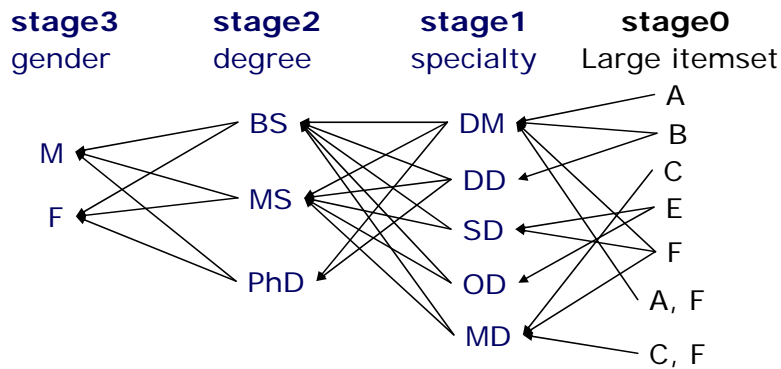 stage3 stage2 stage1 stage0
gender degree specialty Large itemset
A
BS DM
B
M
C
DD
MS E
F
SD
F
PhD OD
A, F
MD
C, F